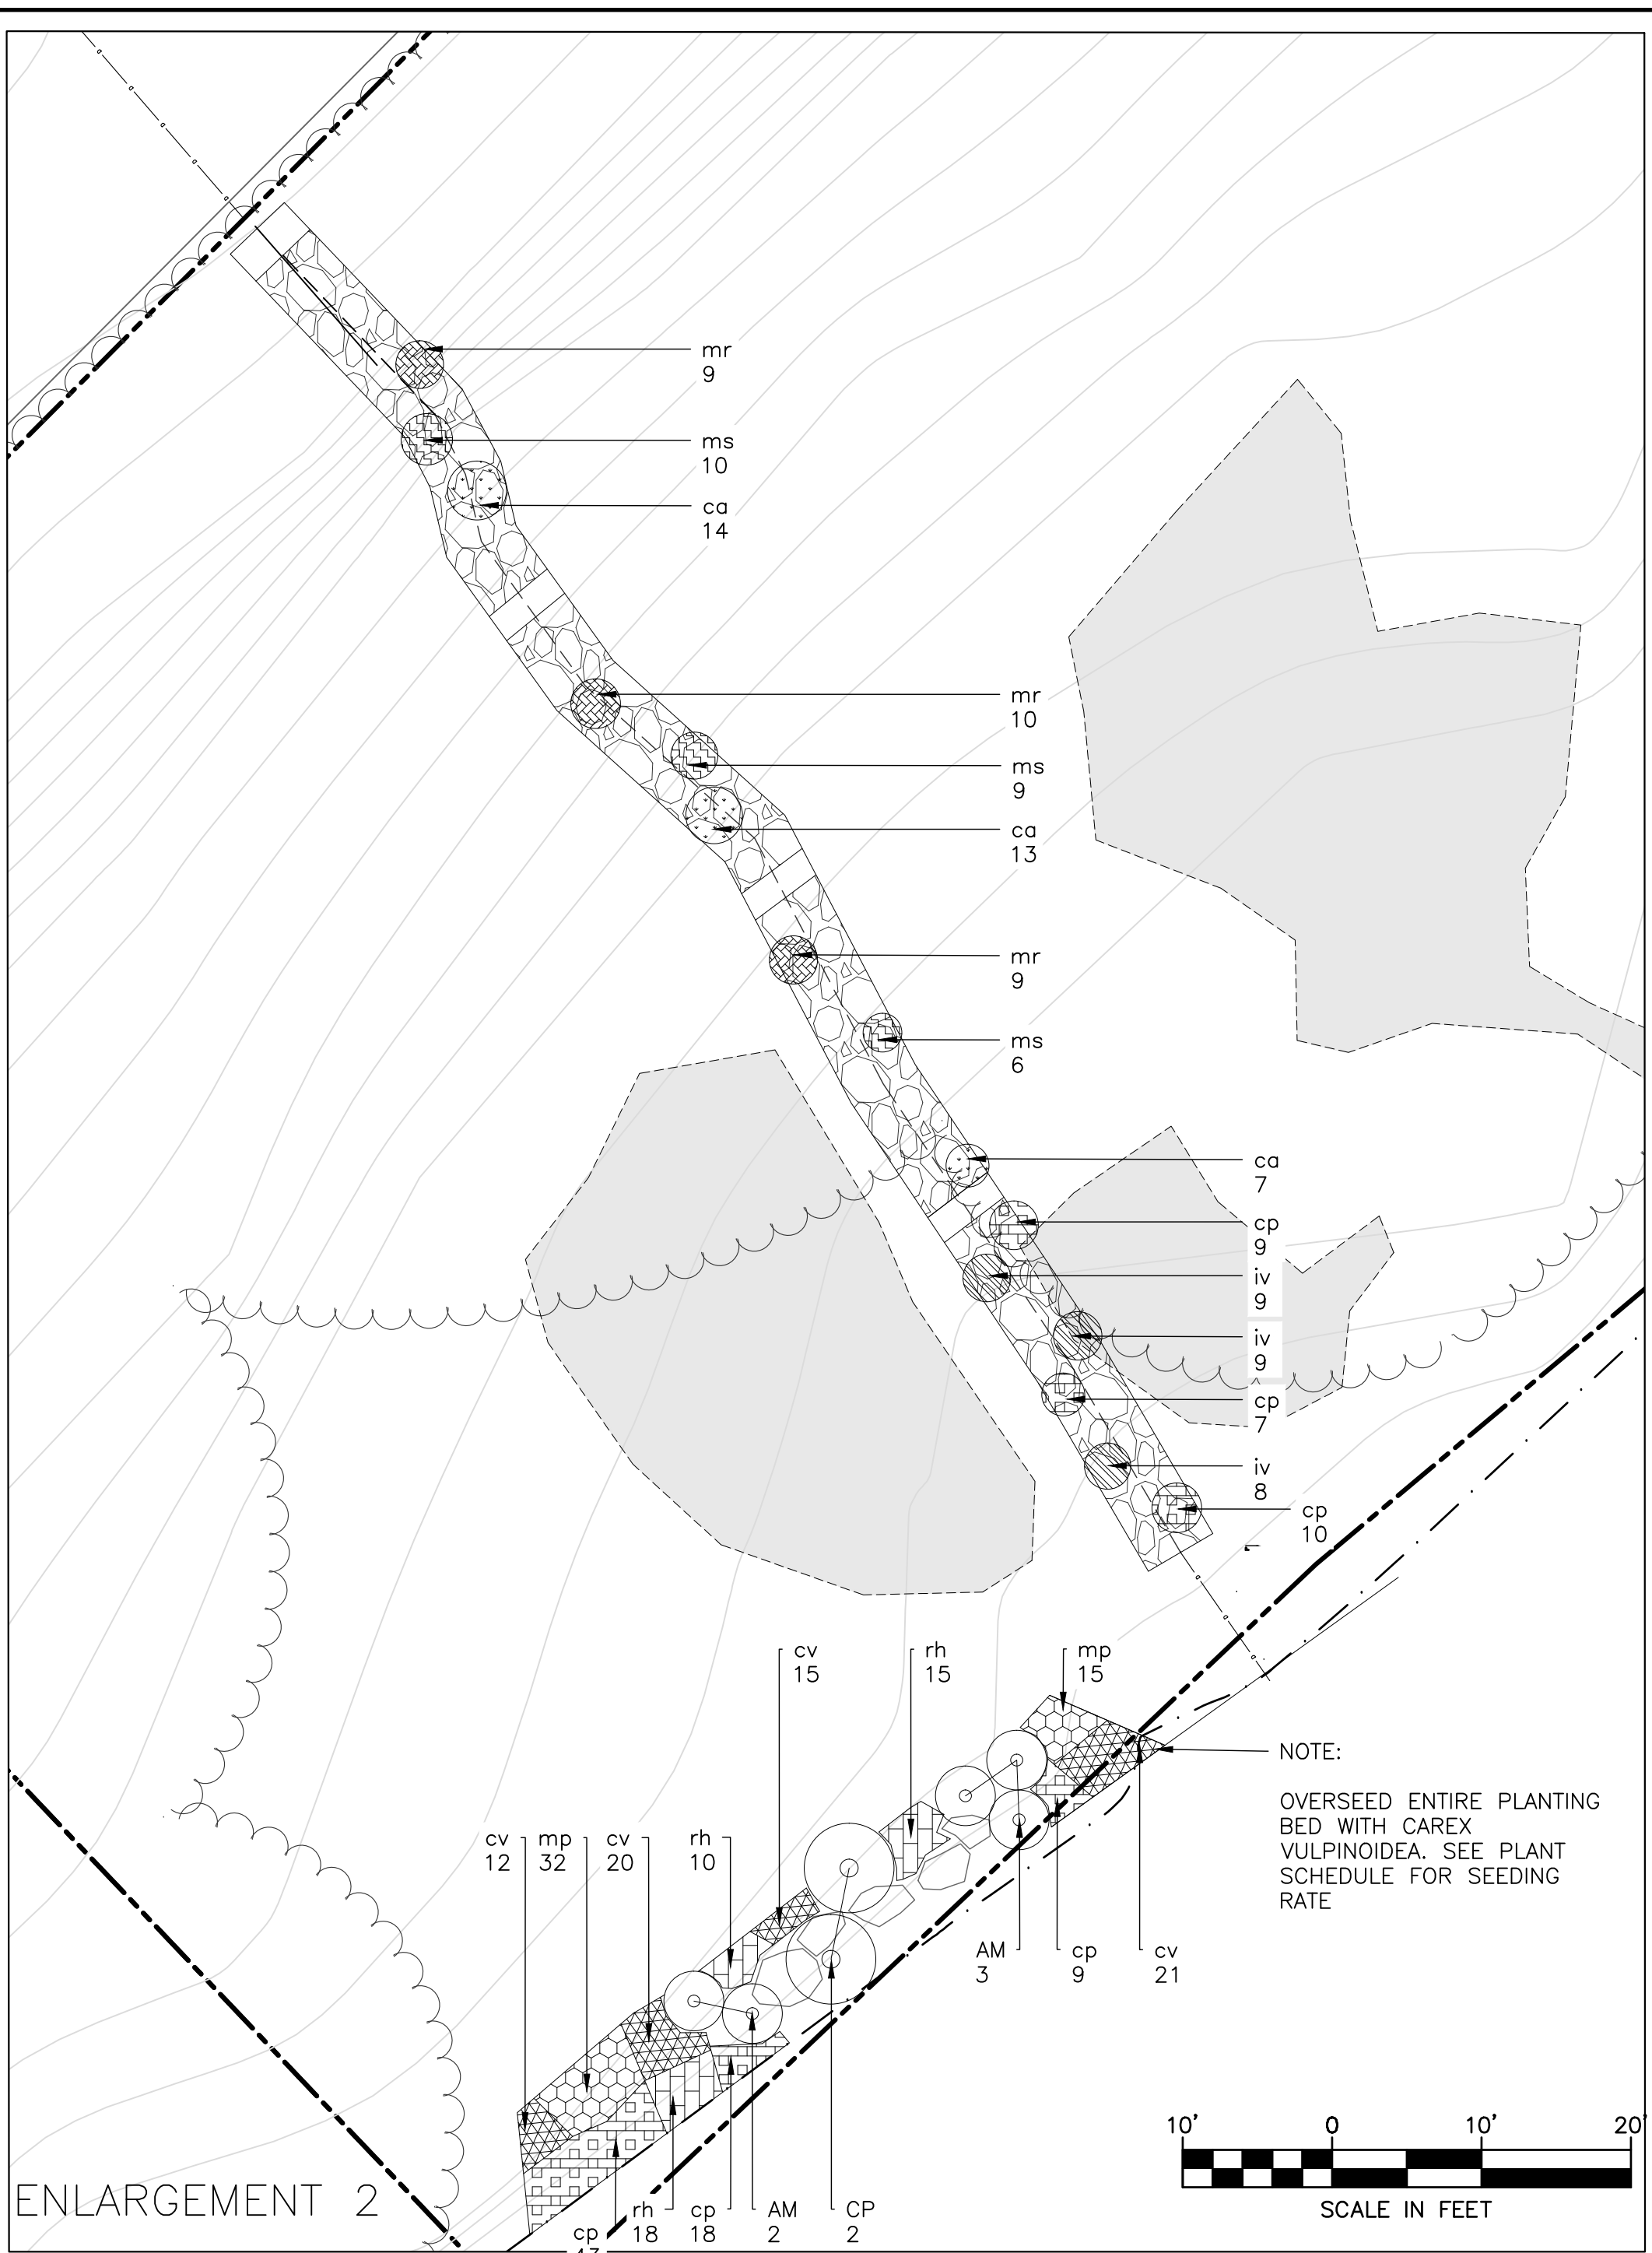 mr
9
ms
10
ca
14
mr
10
ms
9
ca
13
mr
9
ms
6
ca
7
cp
9
iv
9
iv
9
cp
7
iv
8
cp
10
cv
15
rh
15
mp
15
NOTE:
OVERSEED ENTIRE PLANTING
BED WITH CAREX
VULPINOIDEA. SEE PLANT
SCHEDULE FOR SEEDING
RATE
cv
12
mp
32
cv
20
rh
10
AM
3
cp
9
cv
21
10' 0 10' 20'
SCALE IN FEET
ENLARGEMENT 2
cp
rh
18
cp
18
AM
2
CP
2